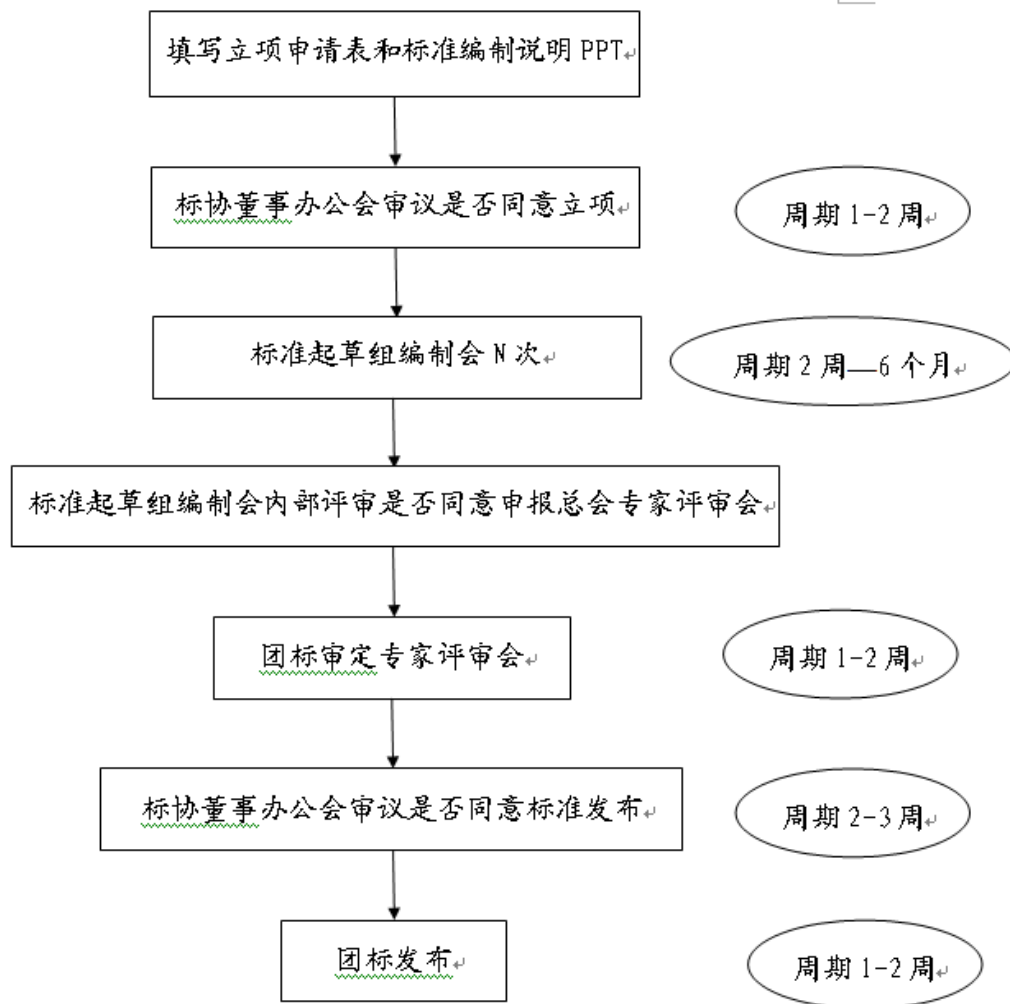 填写立项申请表和标准编制说明PPT
标协董事办公会审议是否同意立项
周期1-2周
标准起草组编制会N次
周期2周—6个月
标准起草组编制会内部评审是否同意申报总会专家评审会
团标审定专家评审会
周期1-2周
标协董事办公会审议是否同意标准发布
周期2-3周
团标发布
周期1-2周